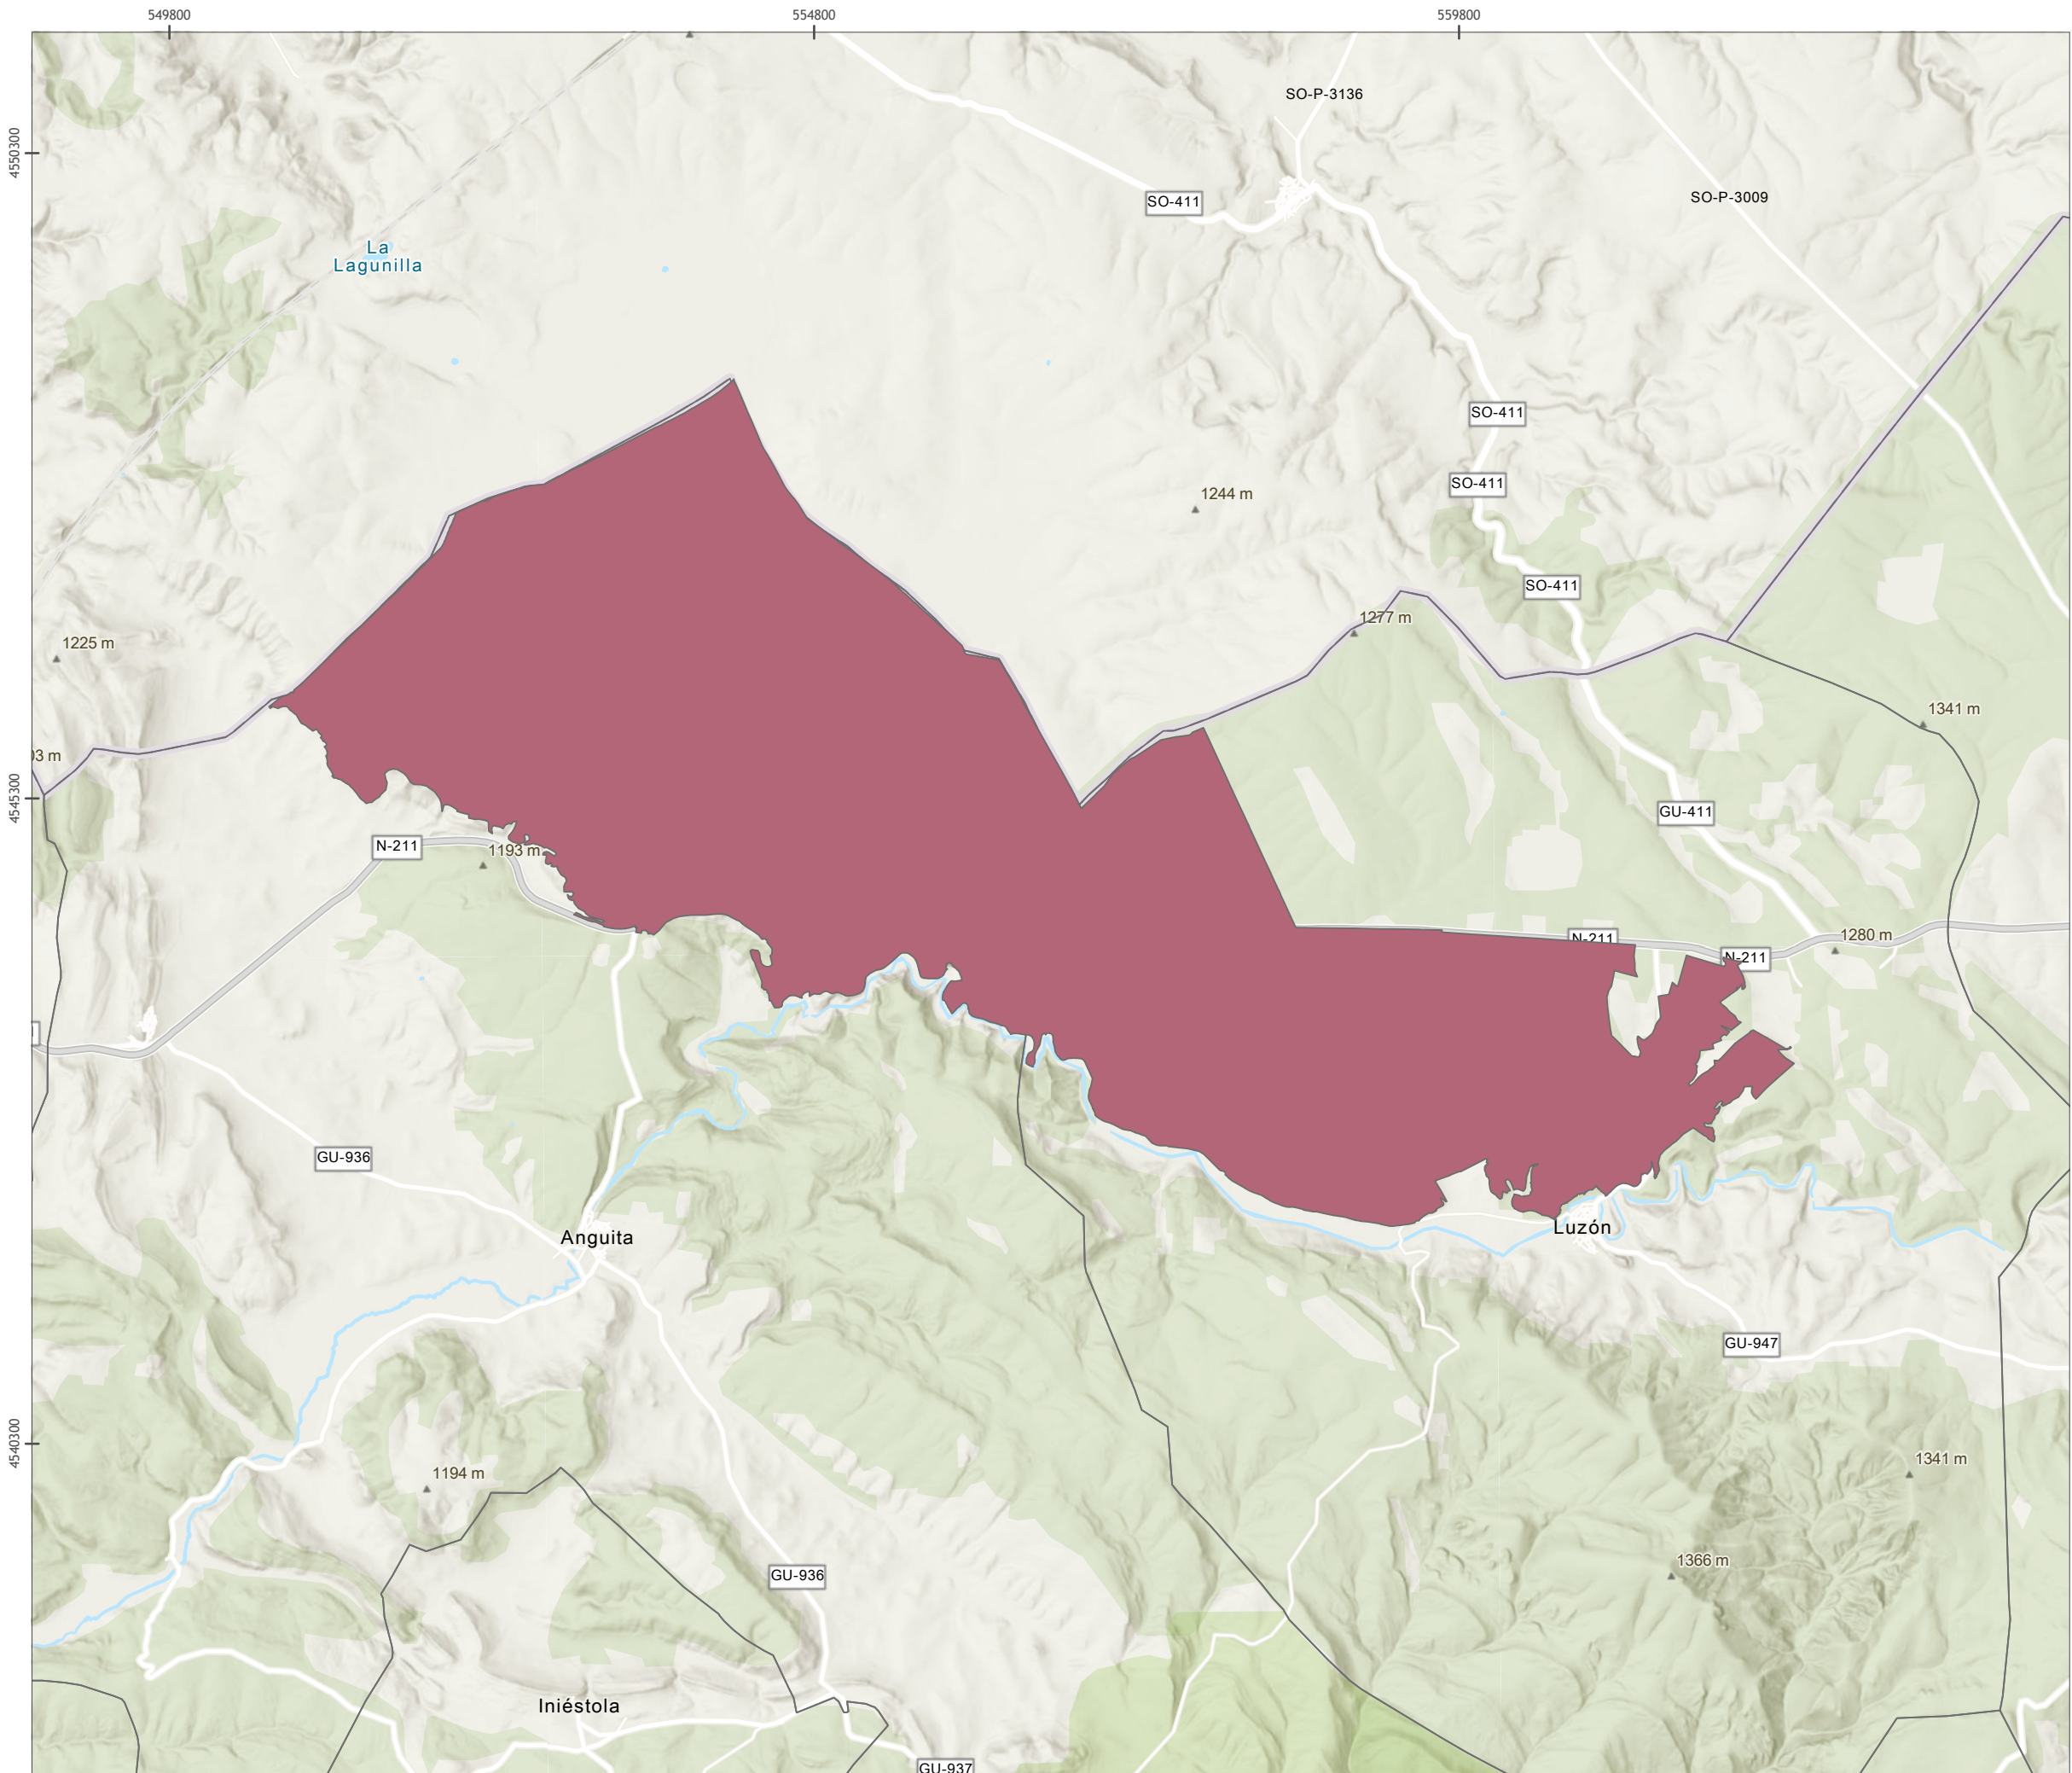 549800
554800
559800
4550300
SO-P-3136
SO-P-3009
SO-411
La
Lagunilla
SO-411
SO-411
1244 m
SO-411
1277 m
1225 m
1341 m
03 m
4545300
GU-411
N-211
1193 m
N-211
1280 m
N-211
GU-936
Anguita
Luzón
GU-947
4540300
1194 m
1341 m
1366 m
GU-936
Iniéstola
GU-937